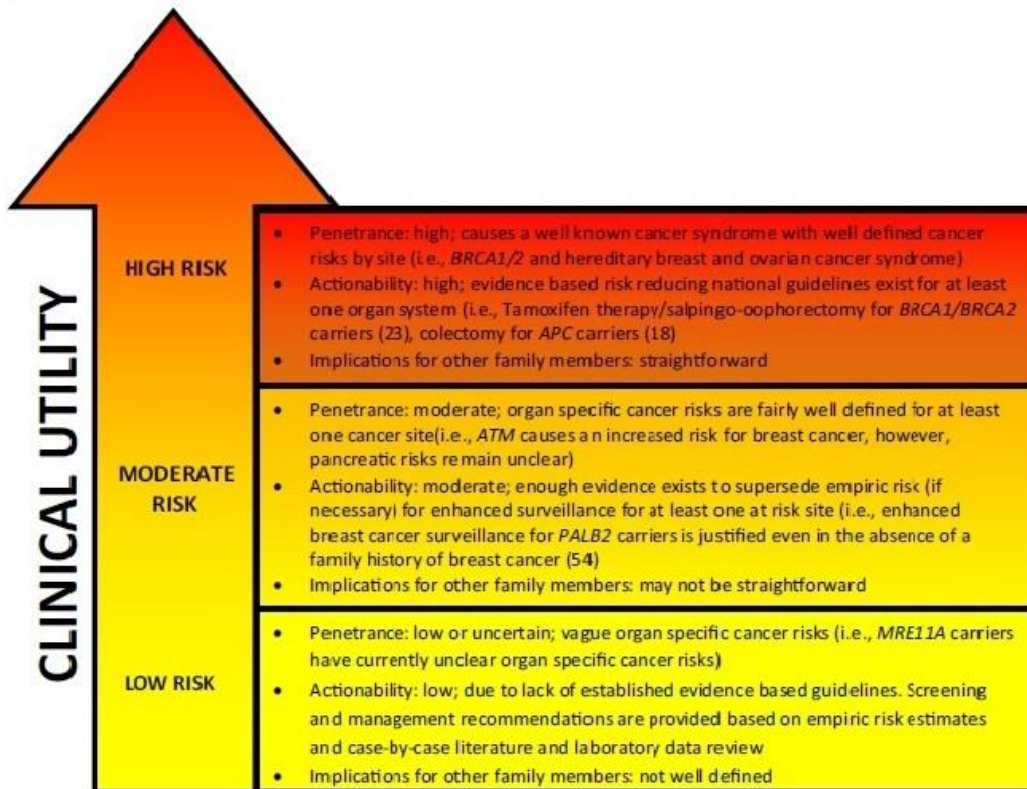 CLINICAL UTILITY
HIGH RISK
• Penetrance: high; causes a well known cancer syndrome with well defined cancer
risks by site (i.e., BRCA1/2 and hereditary breast and ovarian cancer syndrome)
• Actionability: high; evidence based risk reducing national guidelines exist for at least
one organ system (i.e., Tamoxifen therapy/salpingo-oophorectomy for BRCA1/BRCA2
carriers (23), colectomy for APC carriers (18)
• Implications for other family members: straightforward
MODERATE
RISK
• Penetrance: moderate; organ specific cancer risks are fairly well defined for at least
one cancer site(i.e., ATM causes an increased risk for breast cancer, however,
pancreatic risks remain unclear)
• Actionability: moderate; enough evidence exists to supersede empiric risk (if
necessary) for enhanced surveillance for at least one at risk site (i.e., enhanced
breast cancer surveillance for PALB2 carriers is justified even in the absence of a
family history of breast cancer (54)
• Implications for other family members: may not be straightforward
LOW RISK
• Penetrance: low or uncertain; vague organ specific cancer risks (i.e., MRE11A carriers
have currently unclear organ specific cancer risks)
• Actionability: low; due to lack of established evidence based guidelines. Screening
and management recommendations are provided based on empiric risk estimates
and case-by-case literature and laboratory data review
• Implications for other family members: not well defined